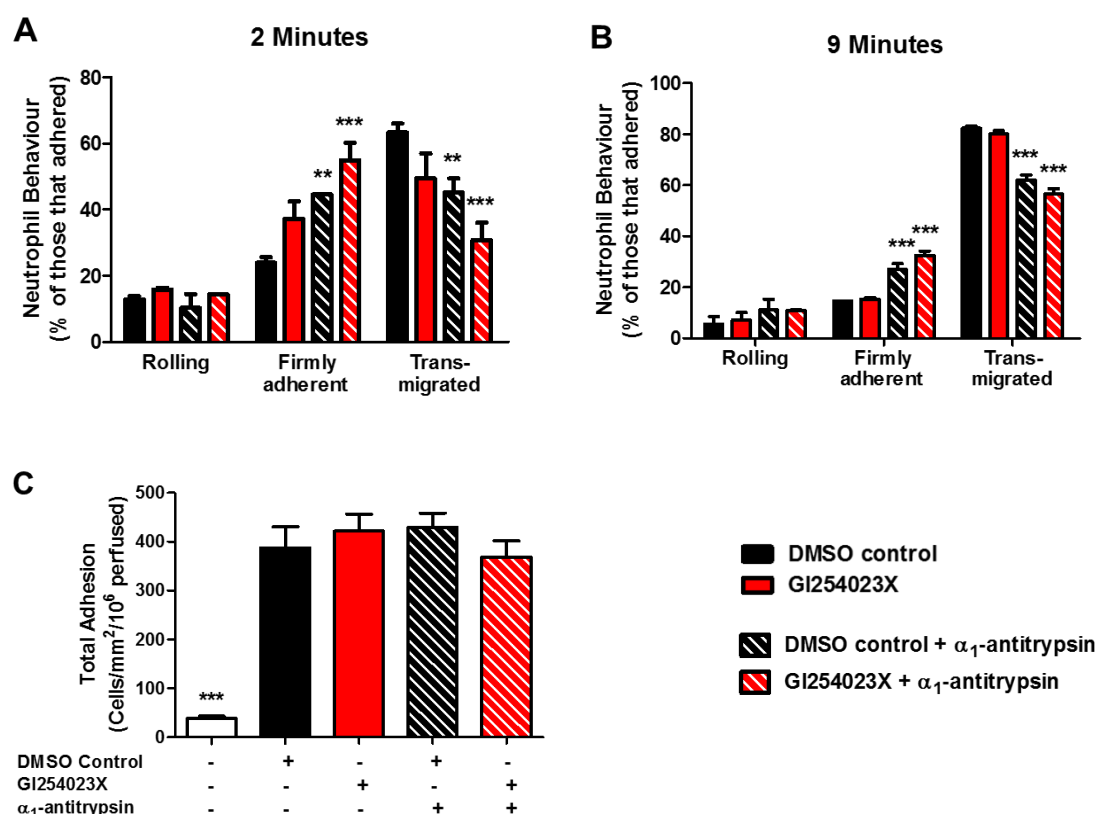 A
2 Minutes
Neutrophil Behaviour
(% of those that adhered)
80
60
40
20
0
***
**
**
***
Rolling
Firmly
adherent
Trans-
migrated
B
9 Minutes
Neutrophil Behaviour
(% of those that adhered)
100
80
60
40
20
0
***
***
***
***
Rolling
Firmly
adherent
Trans-
migrated
C
Total Adhesion
(Cells/mm²/10⁶ perfused)
500
400
300
200
100
0
***
DMSO Control - + - + -
GI254023X - - + - +
α₁-antitrypsin - - - + +
DMSO control
GI254023X
DMSO control + α₁-antitrypsin
GI254023X + α₁-antitrypsin